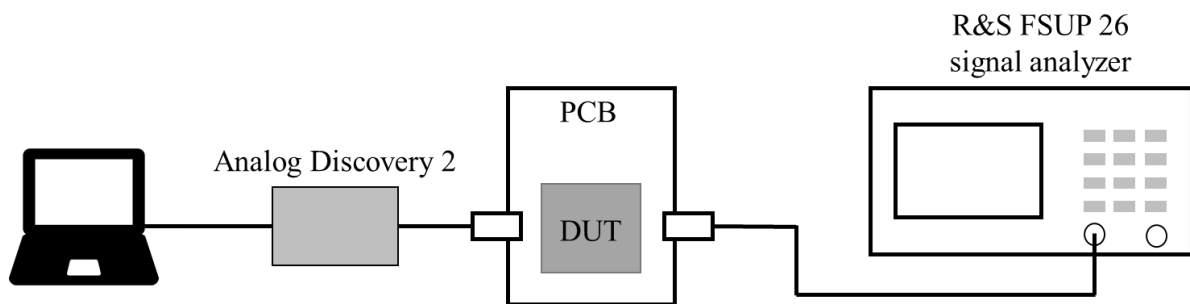 R&S FSUP 26
signal analyzer
PCB
Analog Discovery 2
DUT